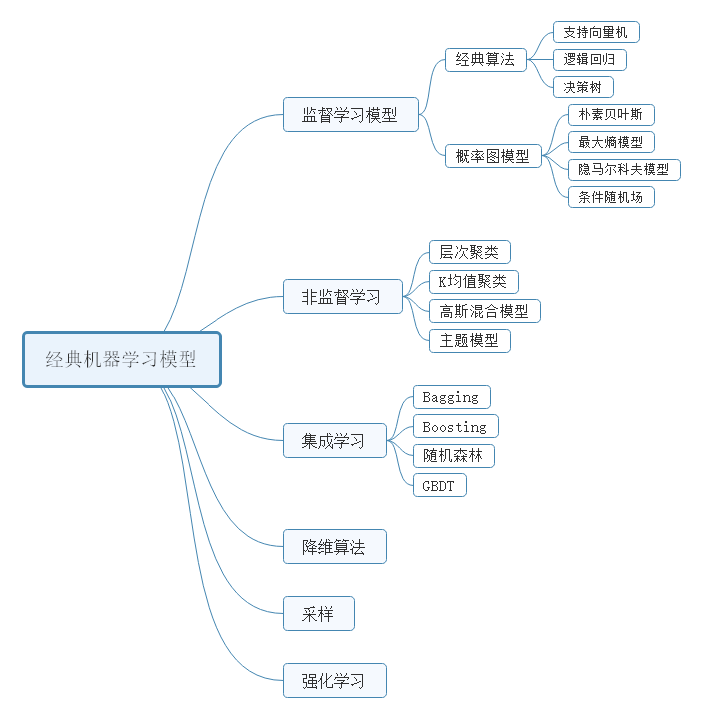 经典机器学习模型
监督学习模型
经典算法
支持向量机
逻辑回归
决策树
概率图模型
朴素贝叶斯
最大熵模型
隐马尔科夫模型
条件随机场
非监督学习
层次聚类
K均值聚类
高斯混合模型
主题模型
集成学习
Bagging
Boosting
随机森林
GBDT
降维算法
采样
强化学习